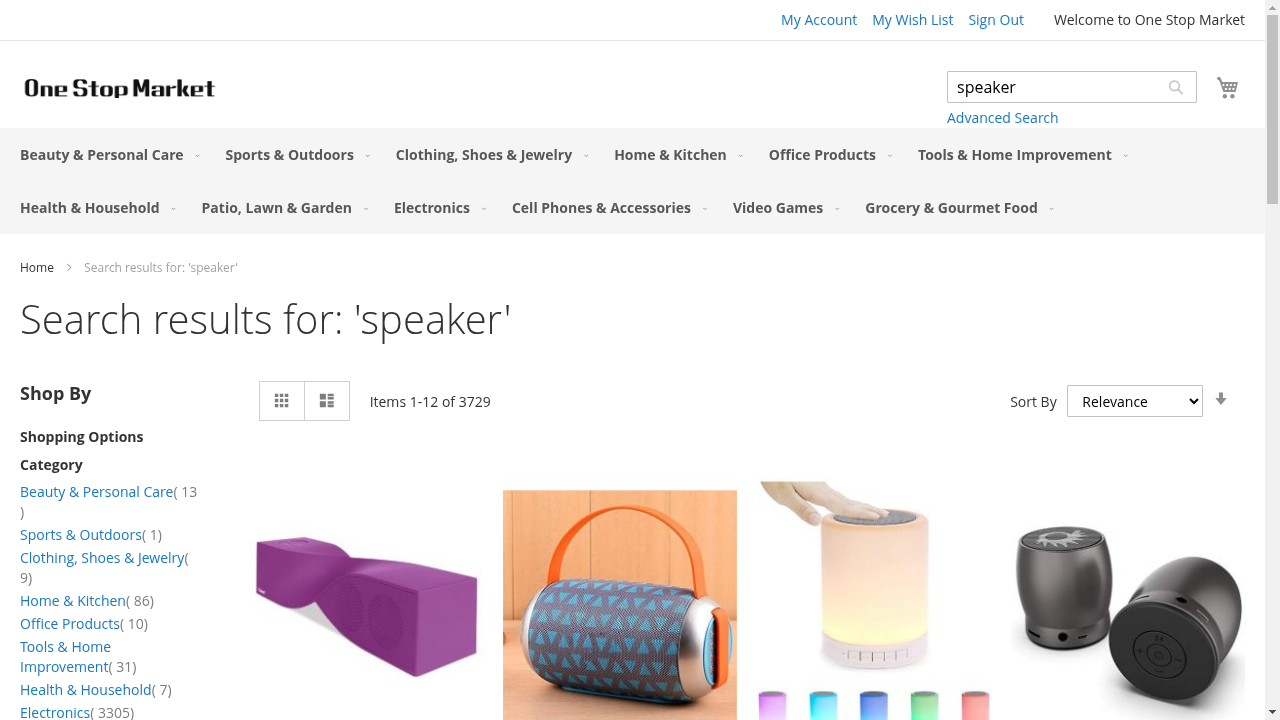 My Account My Wish List Sign Out Welcome to One Stop Market
One Stop Market
speaker
Advanced Search
Beauty & Personal Care Sports & Outdoors Clothing, Shoes & Jewelry Home & Kitchen Office Products Tools & Home Improvement
Health & Household Patio, Lawn & Garden Electronics Cell Phones & Accessories Video Games Grocery & Gourmet Food
Home Search results for: 'speaker'
Search results for: 'speaker'
Shop By
Items 1-12 of 3729
Sort By Relevance
Shopping Options
Category
Beauty & Personal Care( 13
)
Sports & Outdoors( 1)
Clothing, Shoes & Jewelry(
9)
Home & Kitchen( 86)
Office Products( 10)
Tools & Home
Improvement( 31)
Health & Household( 7)
Electronics( 3305)